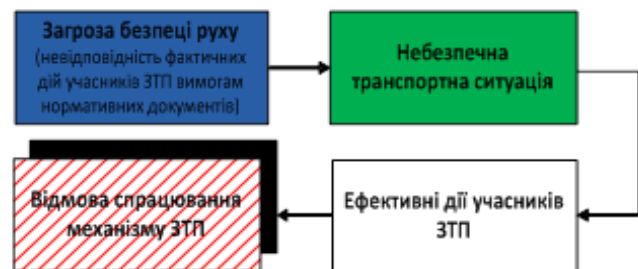 Загроза безпеці руху
(невідповідність фактичних
дій учасників ЗТП вимогам
нормативних документів)
Небезпечна
транспортна ситуація
Відмова спрацювання
механізму ЗТП
Ефективні дії учасників
ЗТП